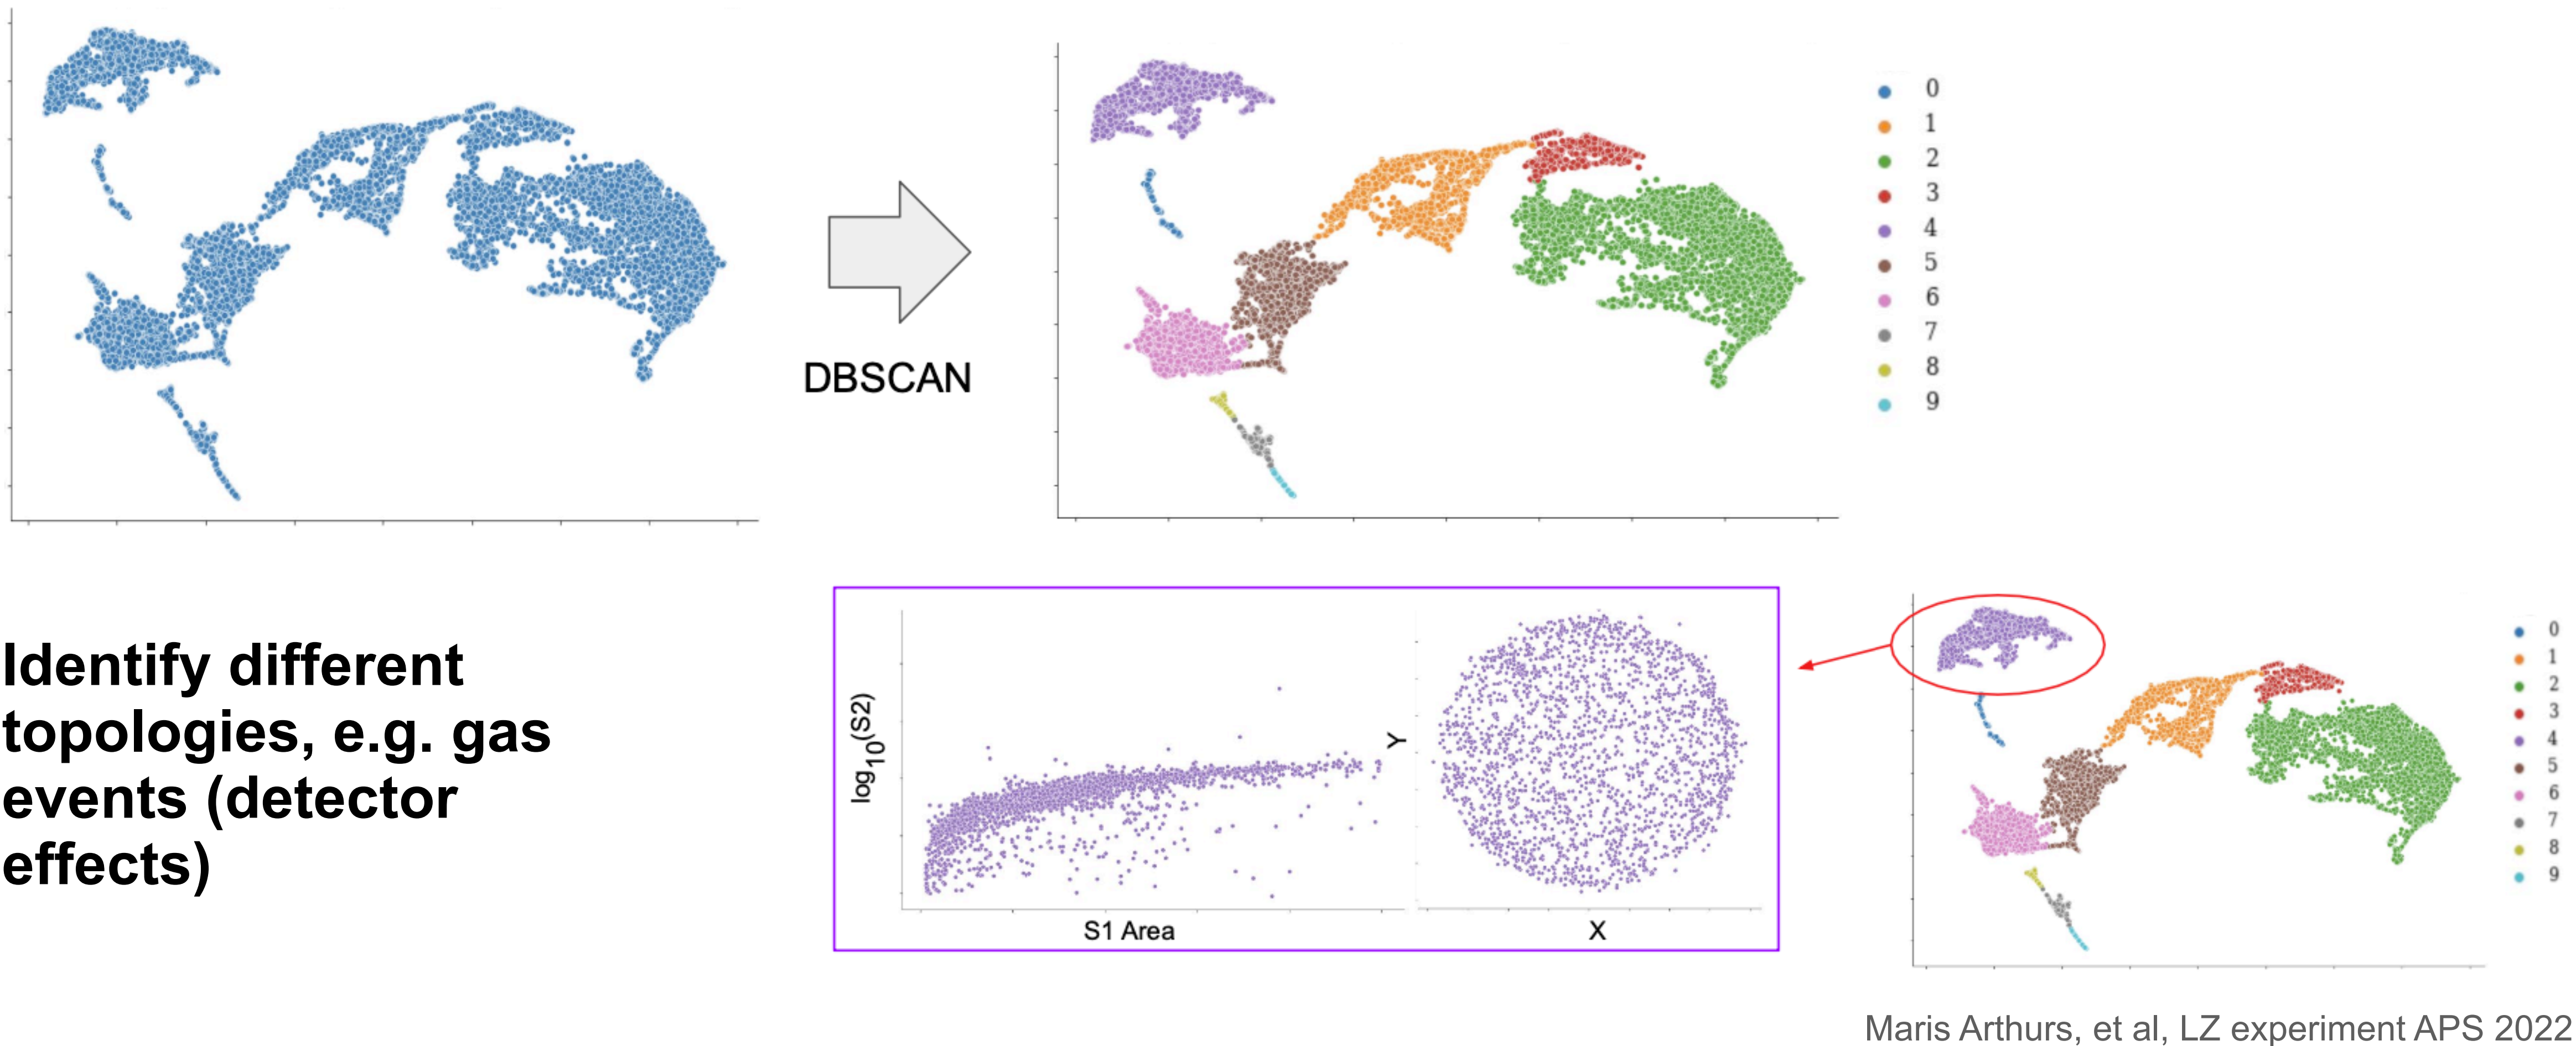 0
1
2
3
4
5
6
7
8
9
DBSCAN
Identify different
topologies, e.g. gas
events (detector
effects)
log10(S2)
S1 Area
Y
X
0
1
2
3
4
5
6
7
8
9
Maris Arthurs, et al, LZ experiment APS 2022